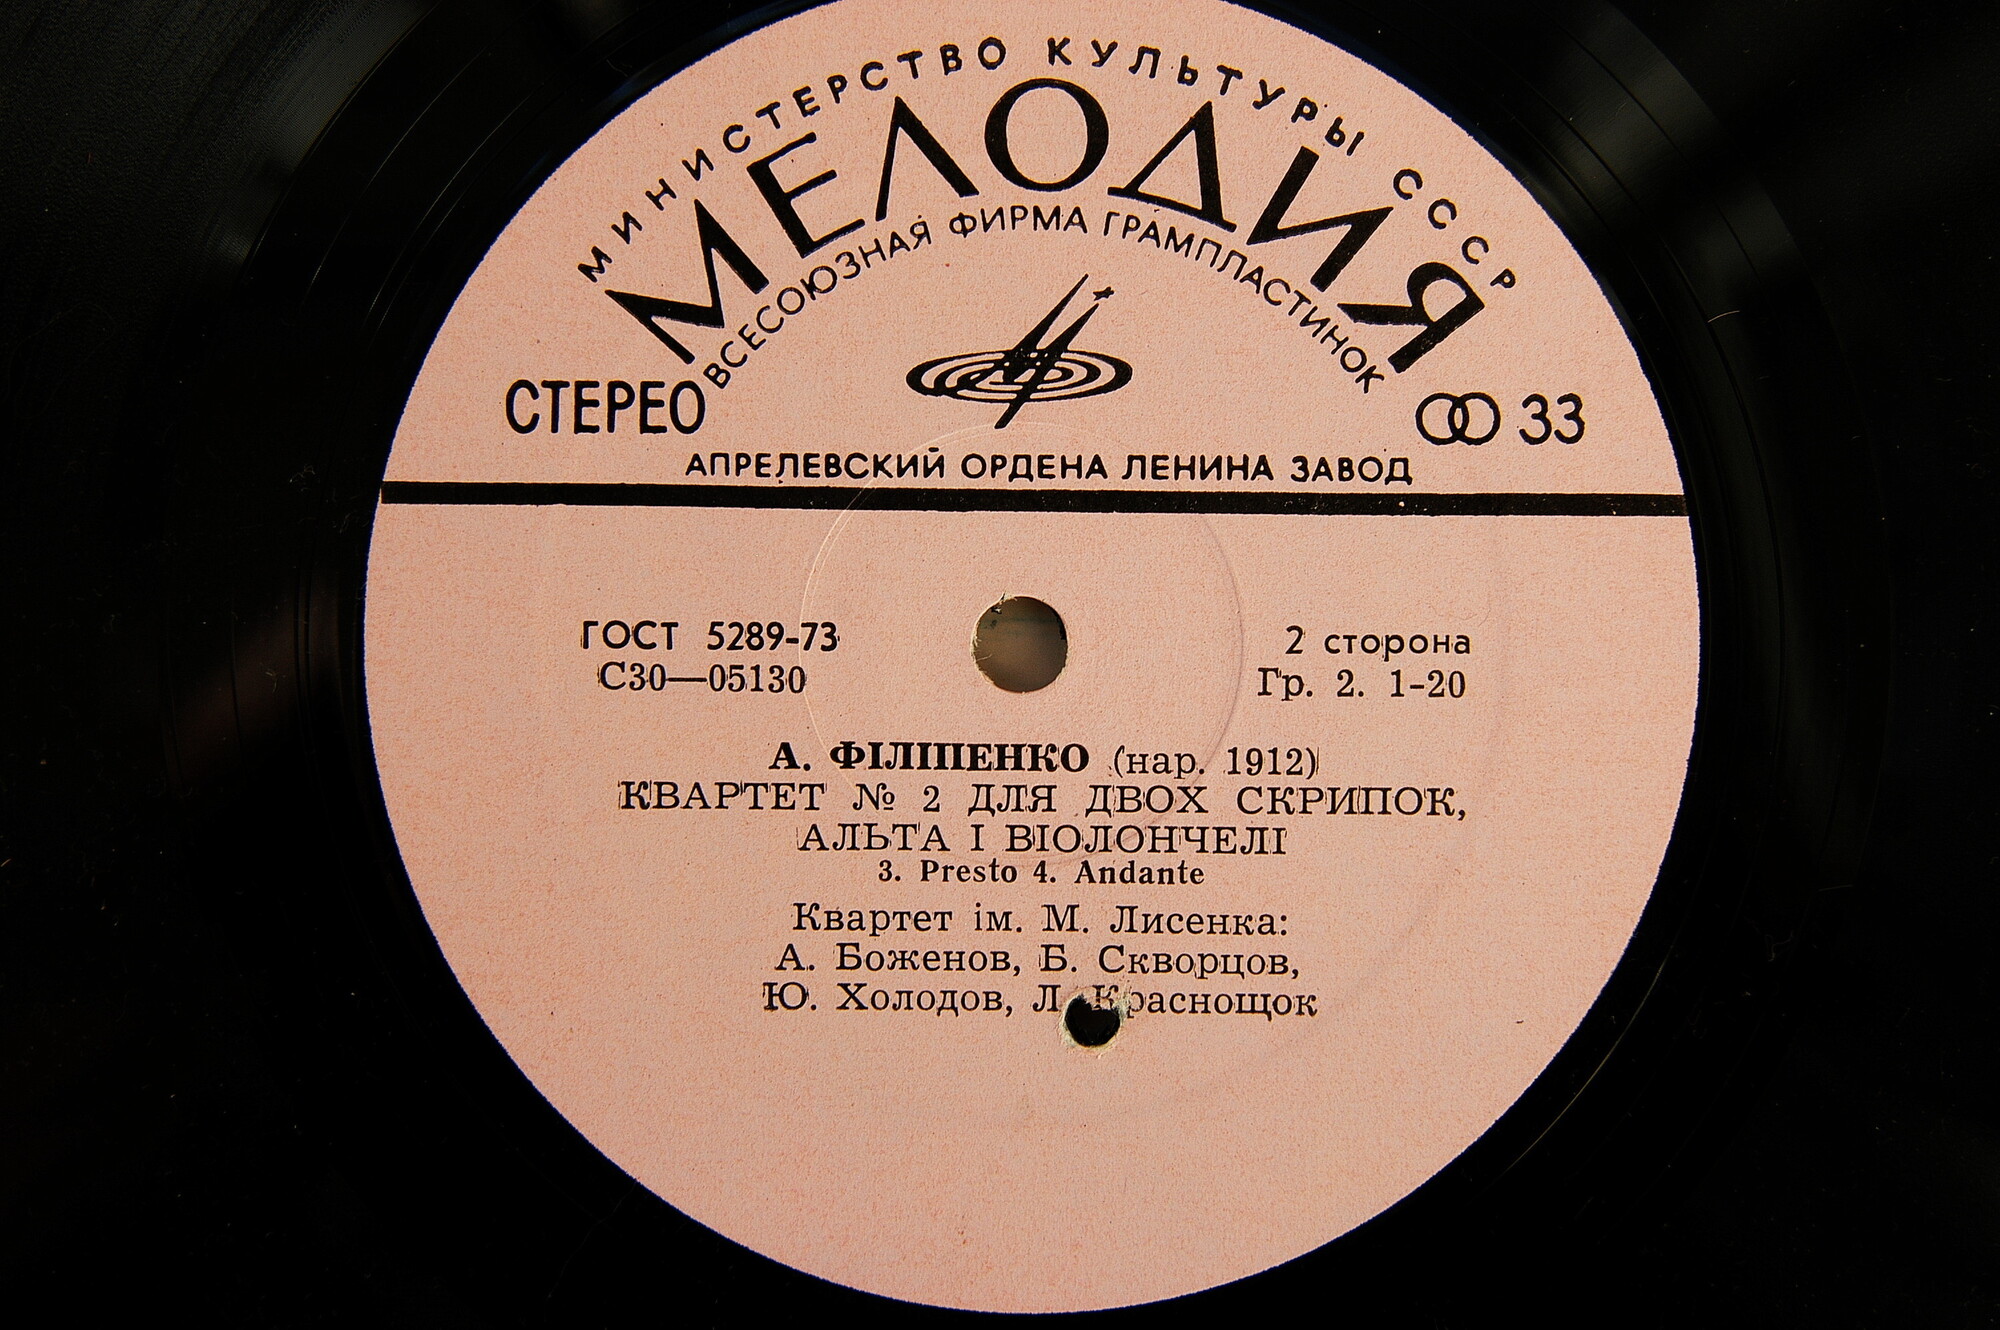 МИНИСТЕРСТВО КУЛЬТУРЫ СССР
МЕЛОДИЯ
ВСЕСОЮЗНАЯ ФИРМА ГРАМПЛАСТИНОК
СТЕРЕО
33
АПРЕЛЕВСКИЙ ОРДЕНА ЛЕНИНА ЗАВОД
ГОСТ 5289-73
С30—05130
2 сторона
Гр. 2. 1-20
А. ФІЛІПЕНКО (нар. 1912)
КВАРТЕТ № 2 ДЛЯ ДВОХ СКРИПОК,
АЛЬТА І ВІОЛОНЧЕЛІ
3. Presto 4. Andante
Квартет ім. М. Лисенка:
А. Боженов, Б. Скворцов,
Ю. Холодов, Л. Краснощок